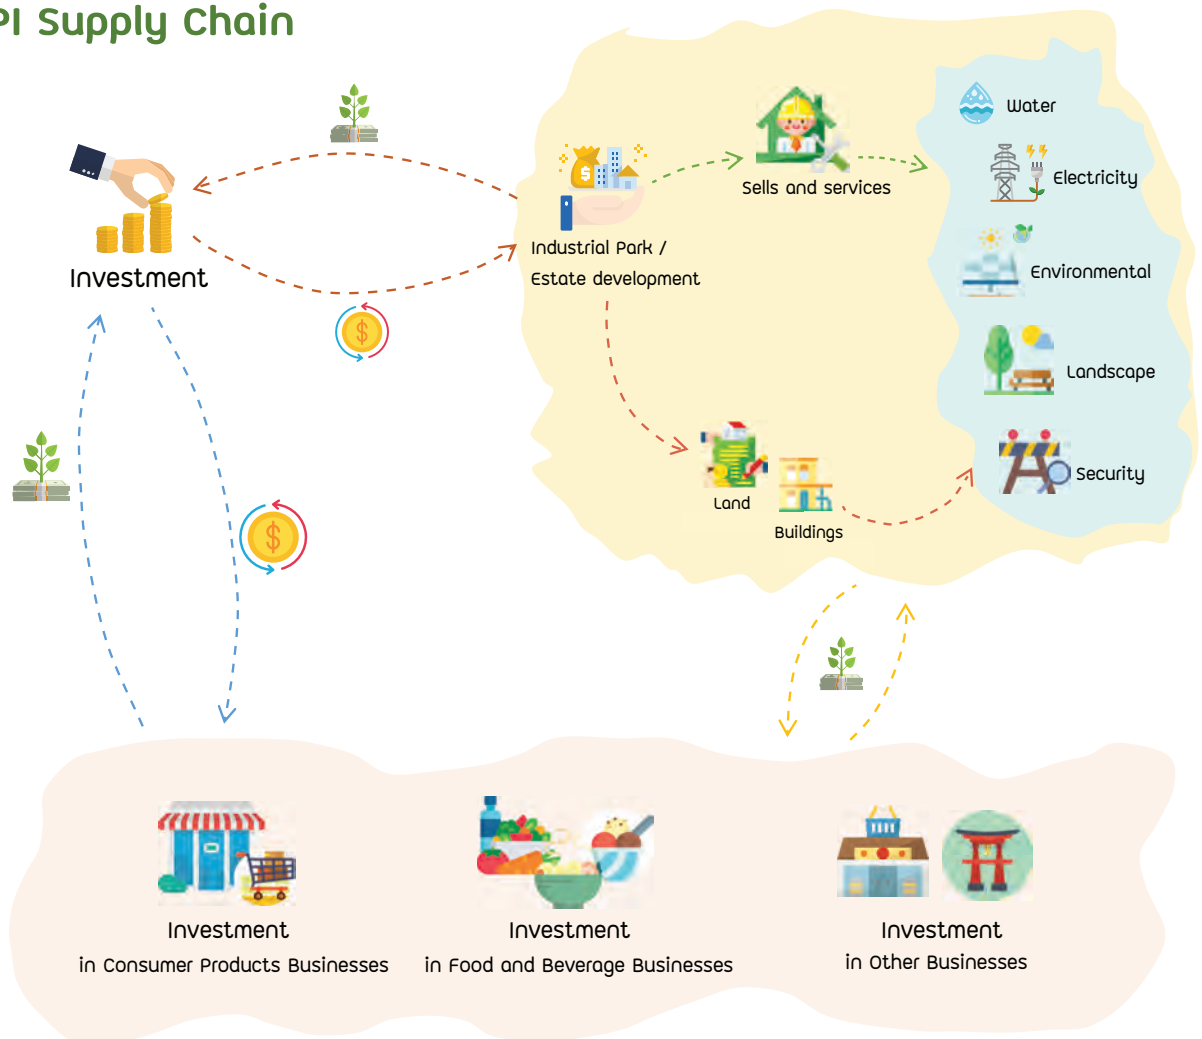 PI Supply Chain
Water
Electricity
Sells and services
Industrial Park /
Estate development
Environmental
Investment
Landscape
Security
Land
Buildings
Investment
in Consumer Products Businesses
Investment
in Food and Beverage Businesses
Investment
in Other Businesses